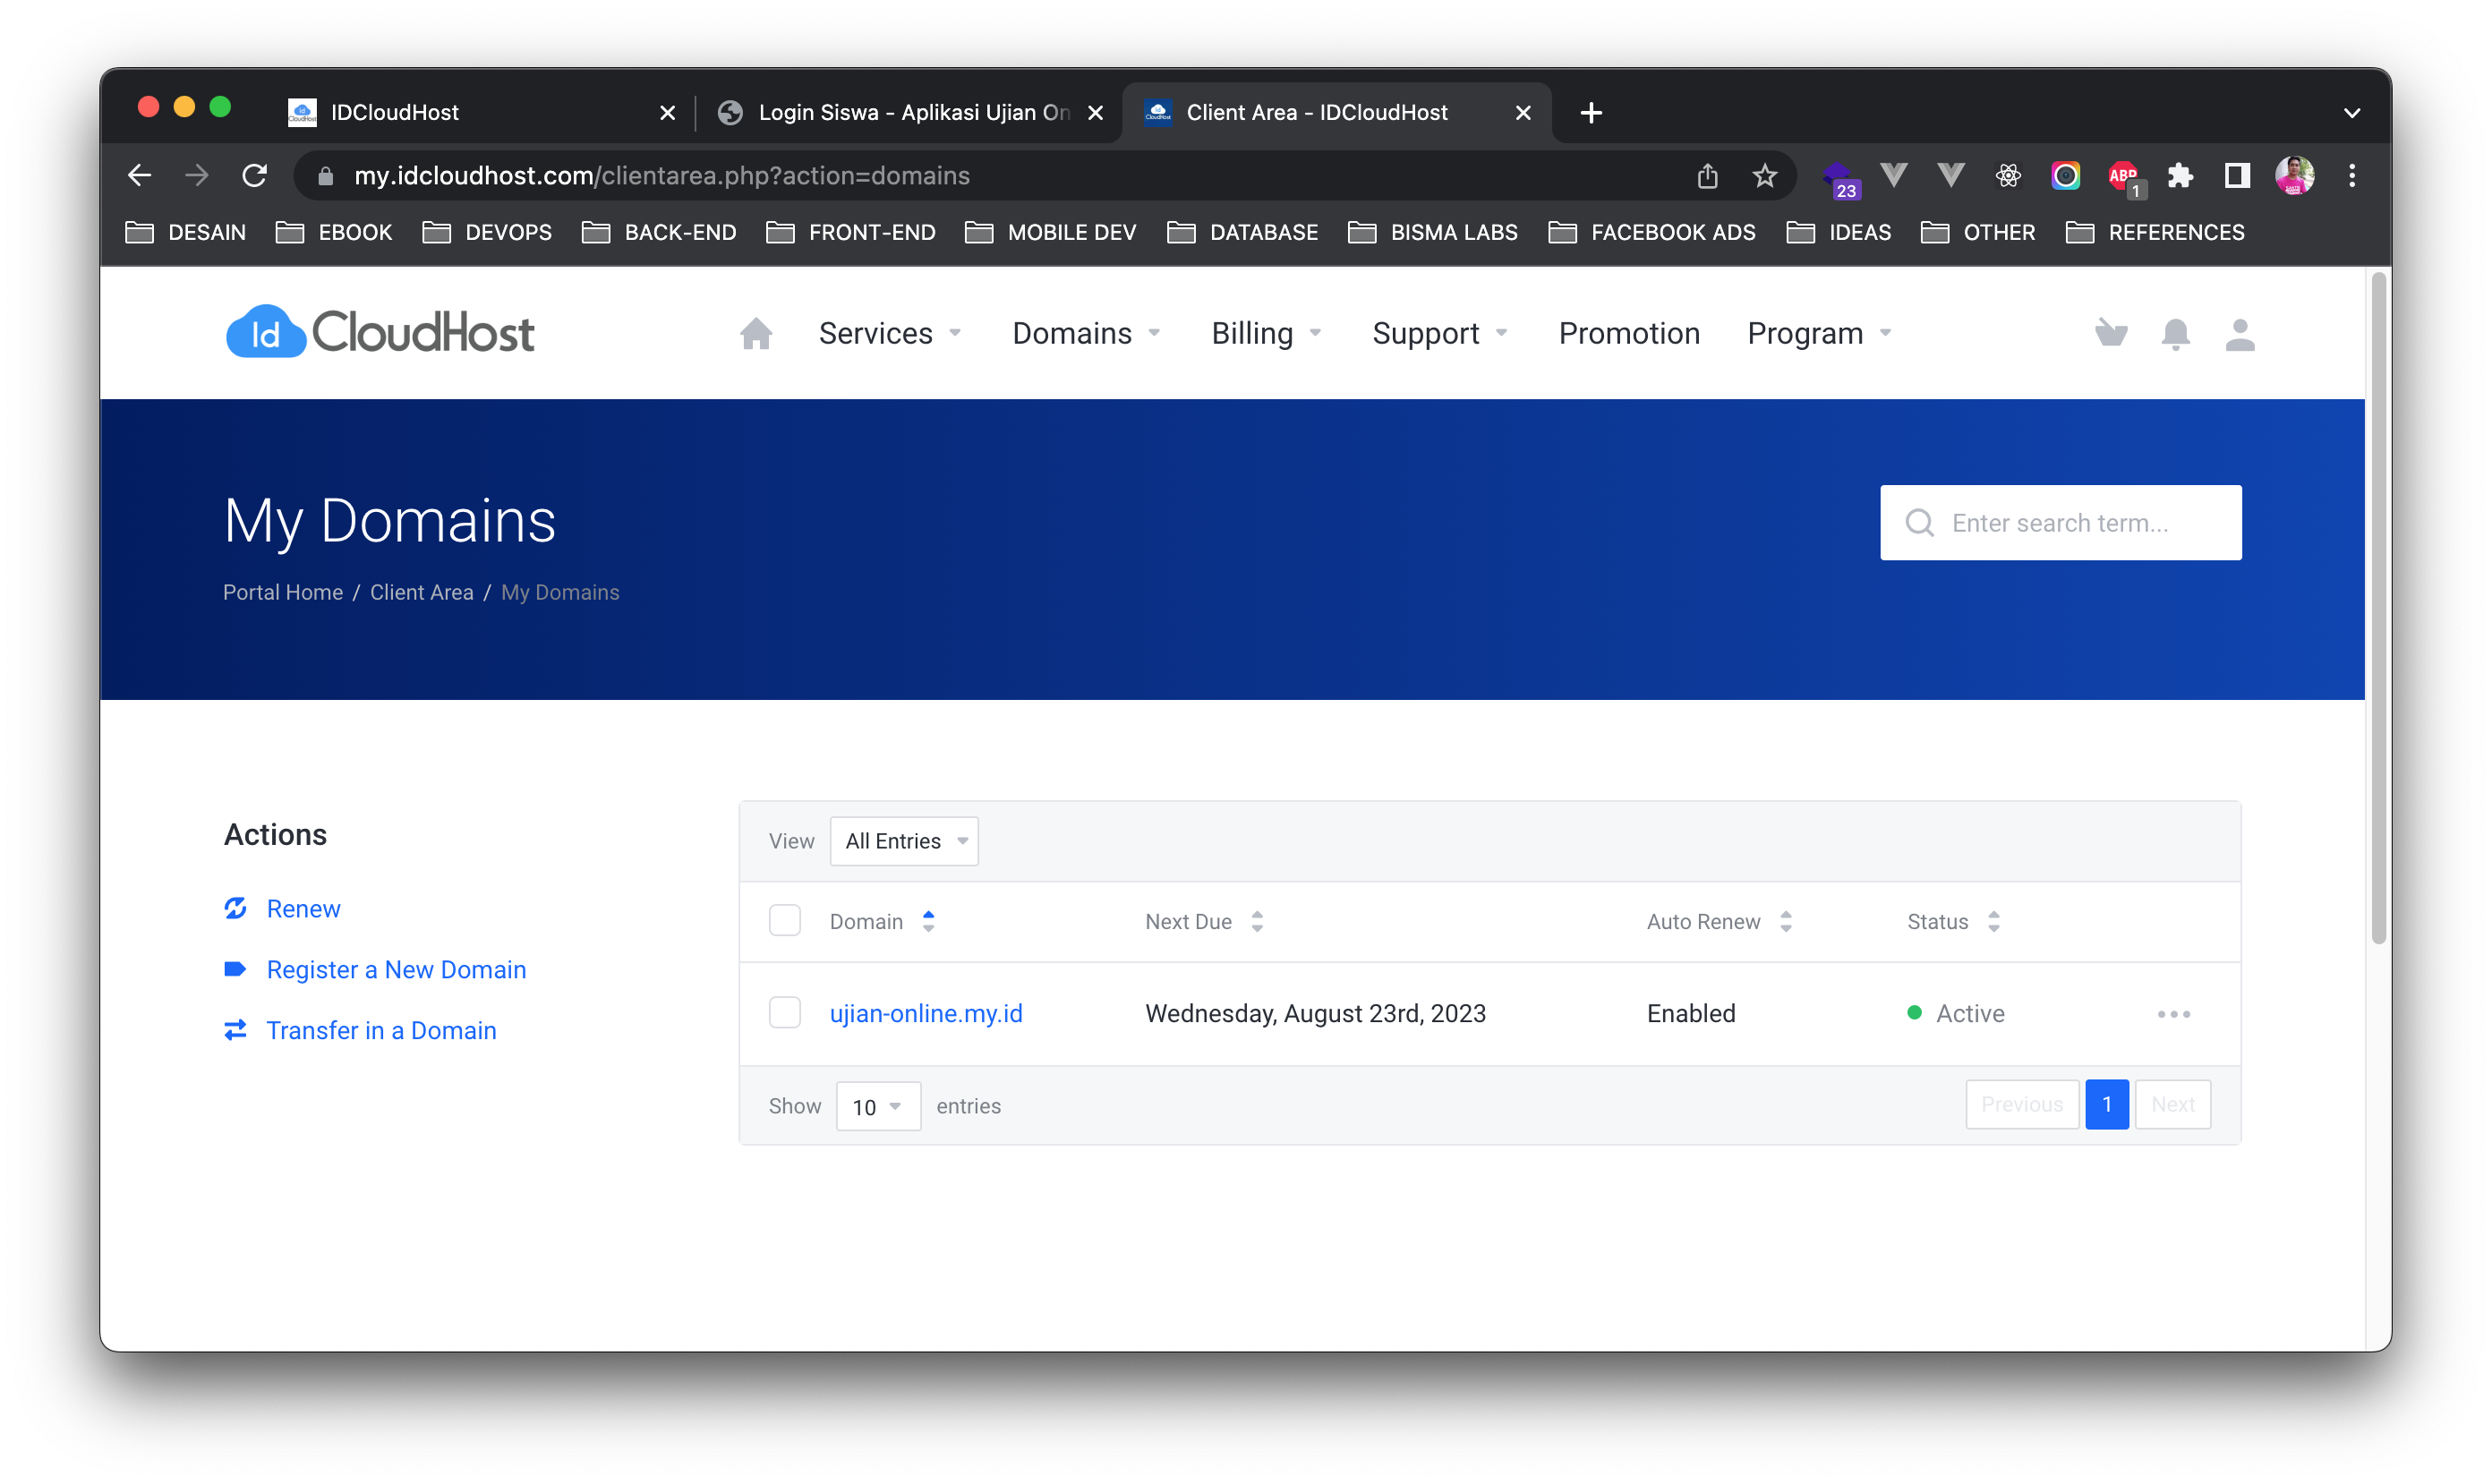 IDCloudHost
Login Siswa - Aplikasi Ujian On
Client Area - IDCloudHost
my.idcloudhost.com/clientarea.php?action=domains
23
ABP
1
DESAIN
EBOOK
DEVOPS
BACK-END
FRONT-END
MOBILE DEV
DATABASE
BISMA LABS
FACEBOOK ADS
IDEAS
OTHER
REFERENCES
Id CloudHost
Services
Domains
Billing
Support
Promotion
Program
My Domains
Enter search term...
Portal Home / Client Area / My Domains
Actions
Renew
Register a New Domain
Transfer in a Domain
View All Entries
Domain Next Due Auto Renew Status
ujian-online.my.id Wednesday, August 23rd, 2023 Enabled Active
Show 10 entries
Previous 1 Next